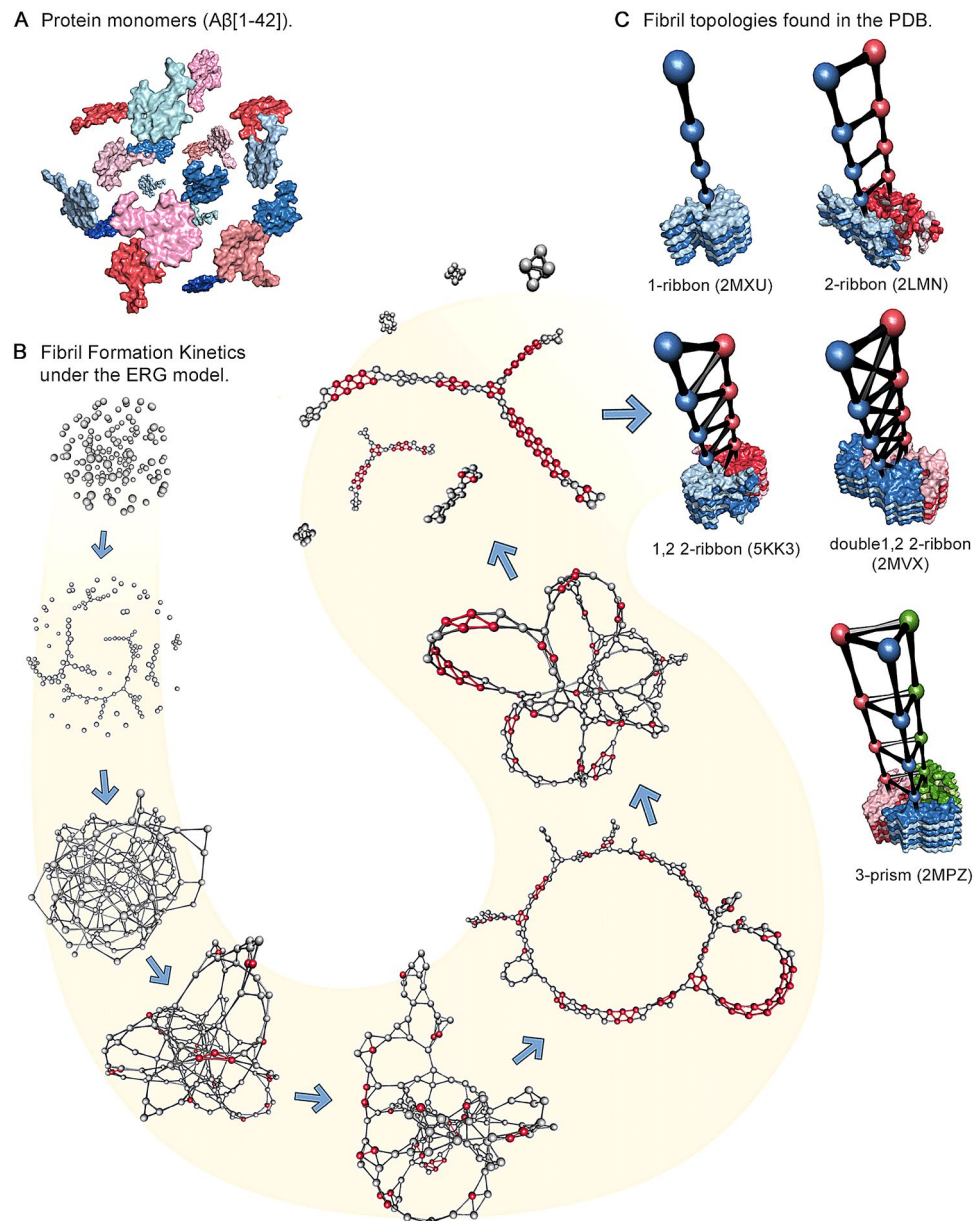 A Protein monomers (Aβ[1-42]).
B Fibril Formation Kinetics
under the ERG model.
C Fibril topologies found in the PDB.
1-ribbon (2MXU)
2-ribbon (2LMN)
1,2 2-ribbon (5KK3)
double1,2 2-ribbon
(2MVX)
3-prism (2MPZ)